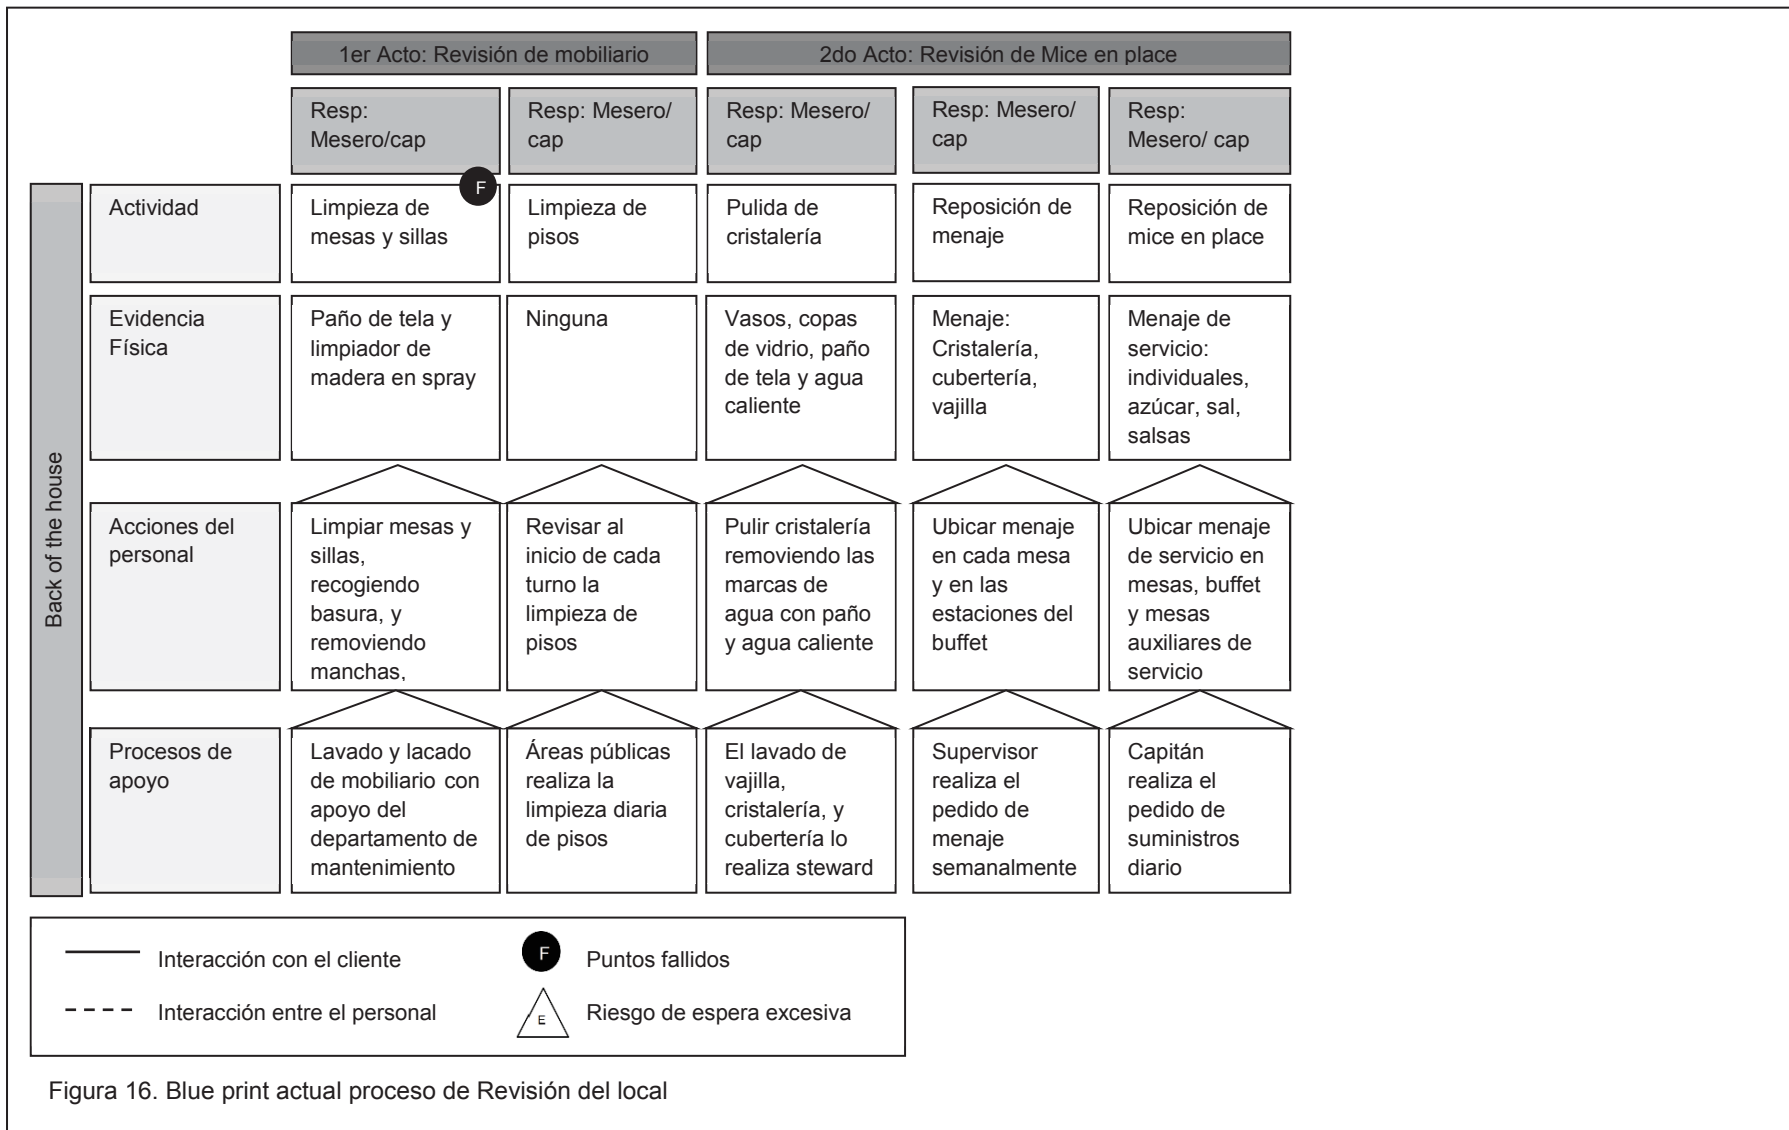 1er Acto: Revisión de mobiliario
2do Acto: Revisión de Mice en place
Resp:
Mesero/cap
Resp: Mesero/
cap
Resp: Mesero/
cap
Resp: Mesero/
cap
Resp:
Mesero/ cap
Back of the house
Actividad
F
Limpieza de
mesas y sillas
Limpieza de
pisos
Pulida de
cristalería
Reposición de
menaje
Reposición de
mice en place
Evidencia
Física
Paño de tela y
limpiador de
madera en spray
Ninguna
Vasos, copas
de vidrio, paño
de tela y agua
caliente
Menaje:
Cristalería,
cubertería,
vajilla
Menaje de
servicio:
individuales,
azúcar, sal,
salsas
Acciones del
personal
Limpiar mesas y
sillas,
recogiendo
basura, y
removiendo
manchas,
Revisar al
inicio de cada
turno la
limpieza de
pisos
Pulir cristalería
removiendo las
marcas de
agua con paño
y agua caliente
Ubicar menaje
en cada mesa
y en las
estaciones del
buffet
Ubicar menaje
de servicio en
mesas, buffet
y mesas
auxiliares de
servicio
Procesos de
apoyo
Lavado y lacado
de mobiliario con
apoyo del
departamento de
mantenimiento
Áreas públicas
realiza la
limpieza diaria
de pisos
El lavado de
vajilla,
cristalería, y
cubertería lo
realiza steward
Supervisor
realiza el
pedido de
menaje
semanalmente
Capitán
realiza el
pedido de
suministros
diario
Interacción con el cliente
F
Puntos fallidos
Interacción entre el personal
E
Riesgo de espera excesiva
Figura 16. Blue print actual proceso de Revisión del local